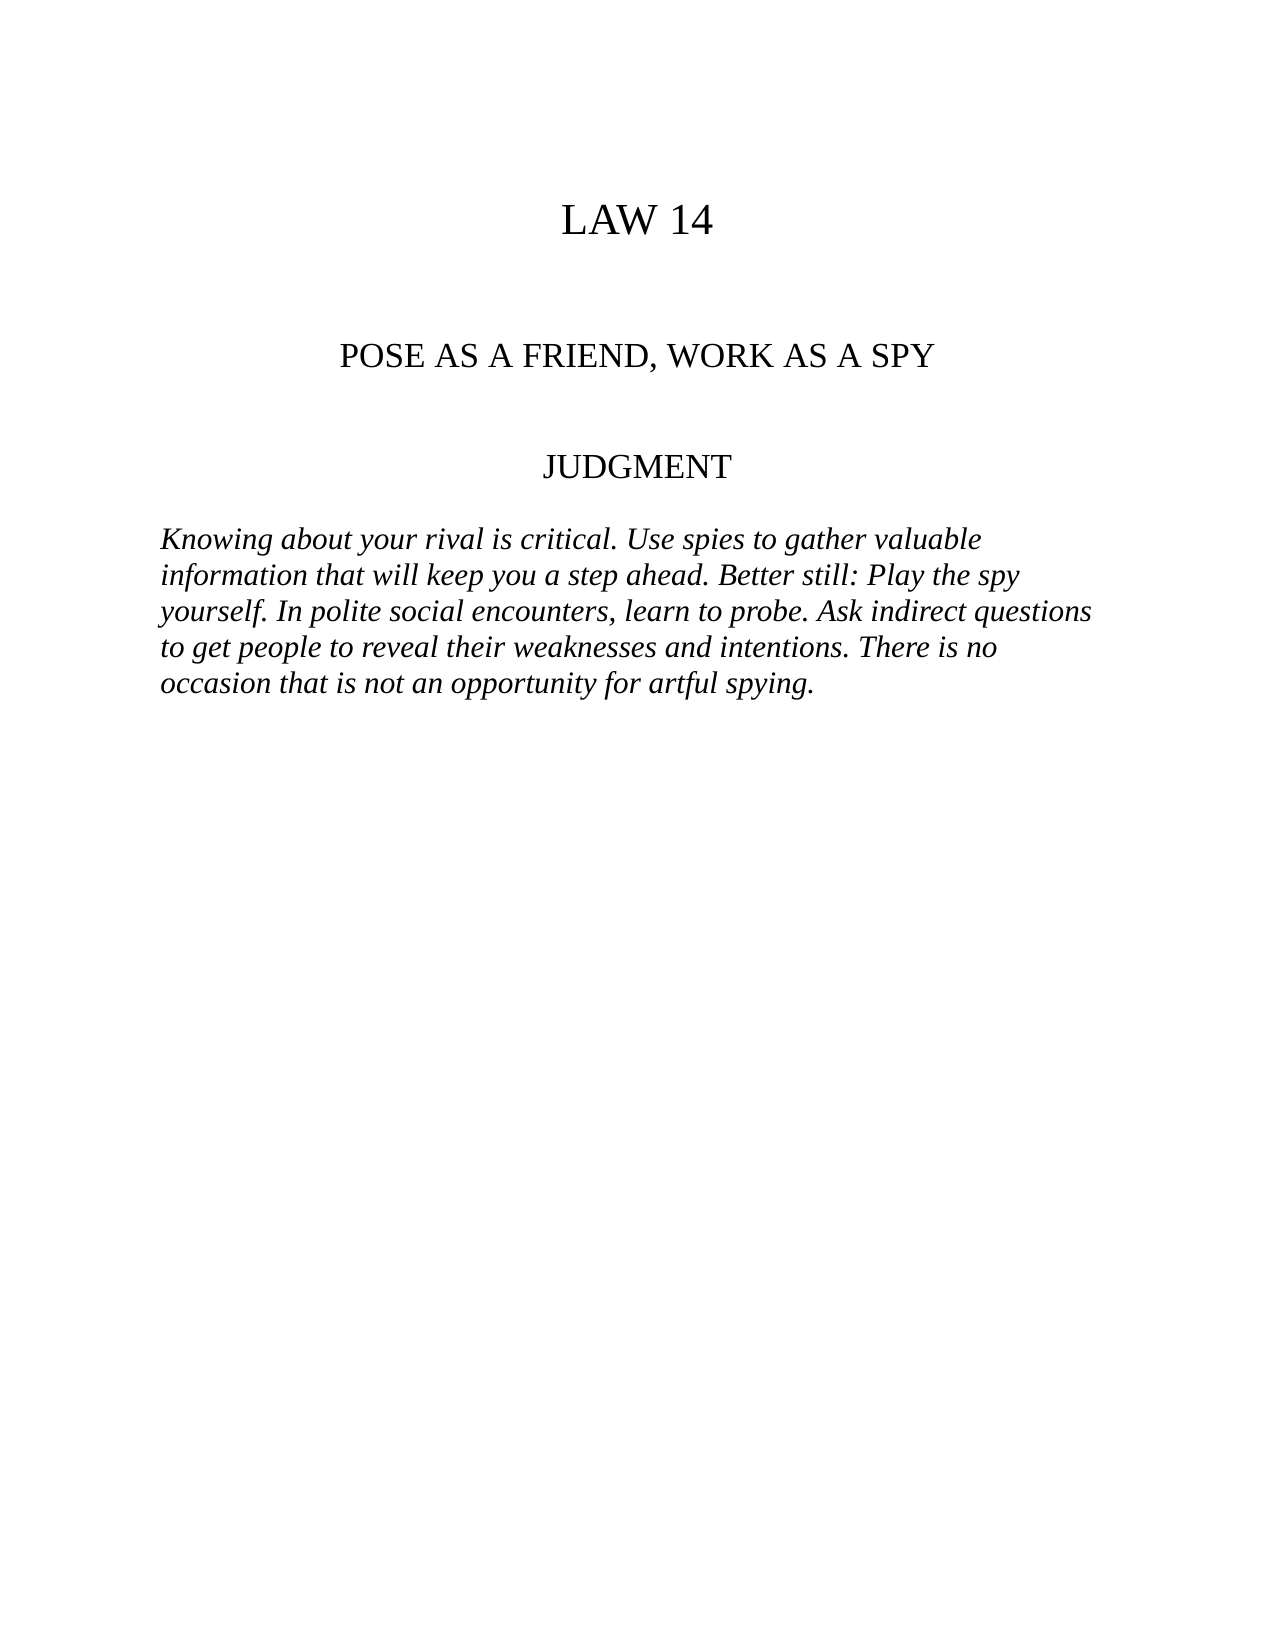 LAW 14
POSE AS A FRIEND, WORK AS A SPY
JUDGMENT
Knowing about your rival is critical. Use spies to gather valuable
information that will keep you a step ahead. Better still: Play the spy
yourself. In polite social encounters, learn to probe. Ask indirect questions
to get people to reveal their weaknesses and intentions. There is no
occasion that is not an opportunity for artful spying.